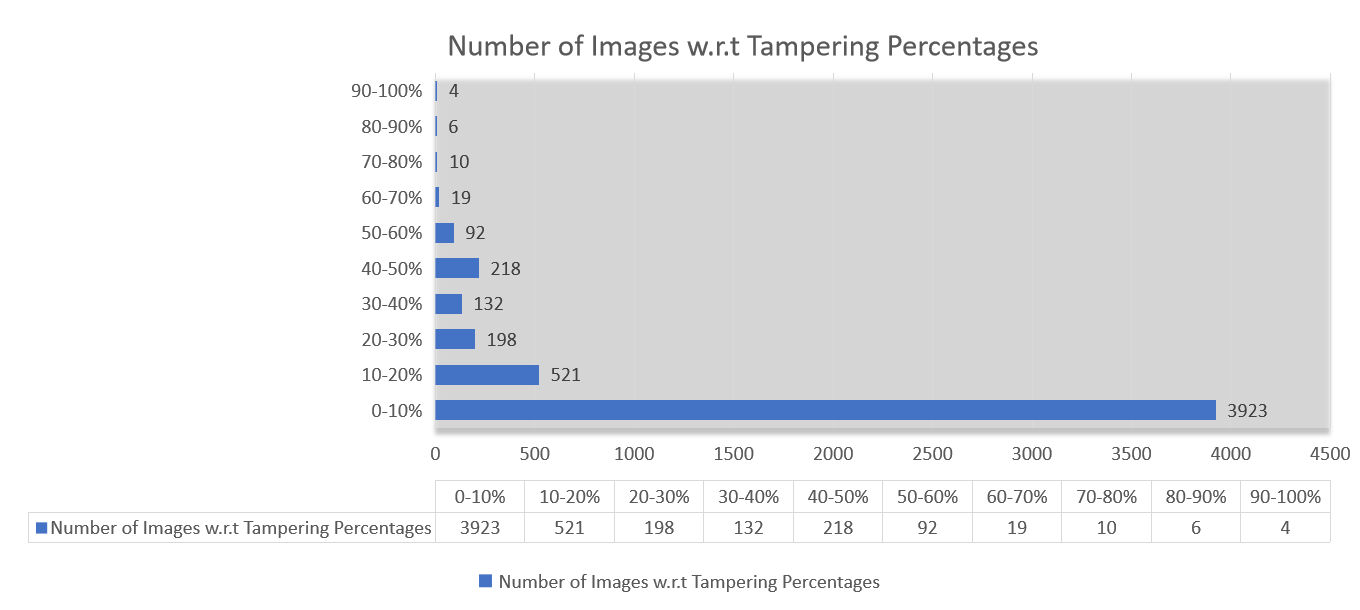 Number of Images w.r.t Tampering Percentages
90-100% 4
80-90% 6
70-80% 10
60-70% 19
50-60% 92
40-50% 218
30-40% 132
20-30% 198
10-20% 521
0-10% 3923
0 500 1000 1500 2000 2500 3000 3500 4000 4500
0-10% 10-20% 20-30% 30-40% 40-50% 50-60% 60-70% 70-80% 80-90% 90-100%
Number of Images w.r.t Tampering Percentages 3923 521 198 132 218 92 19 10 6 4
Number of Images w.r.t Tampering Percentages